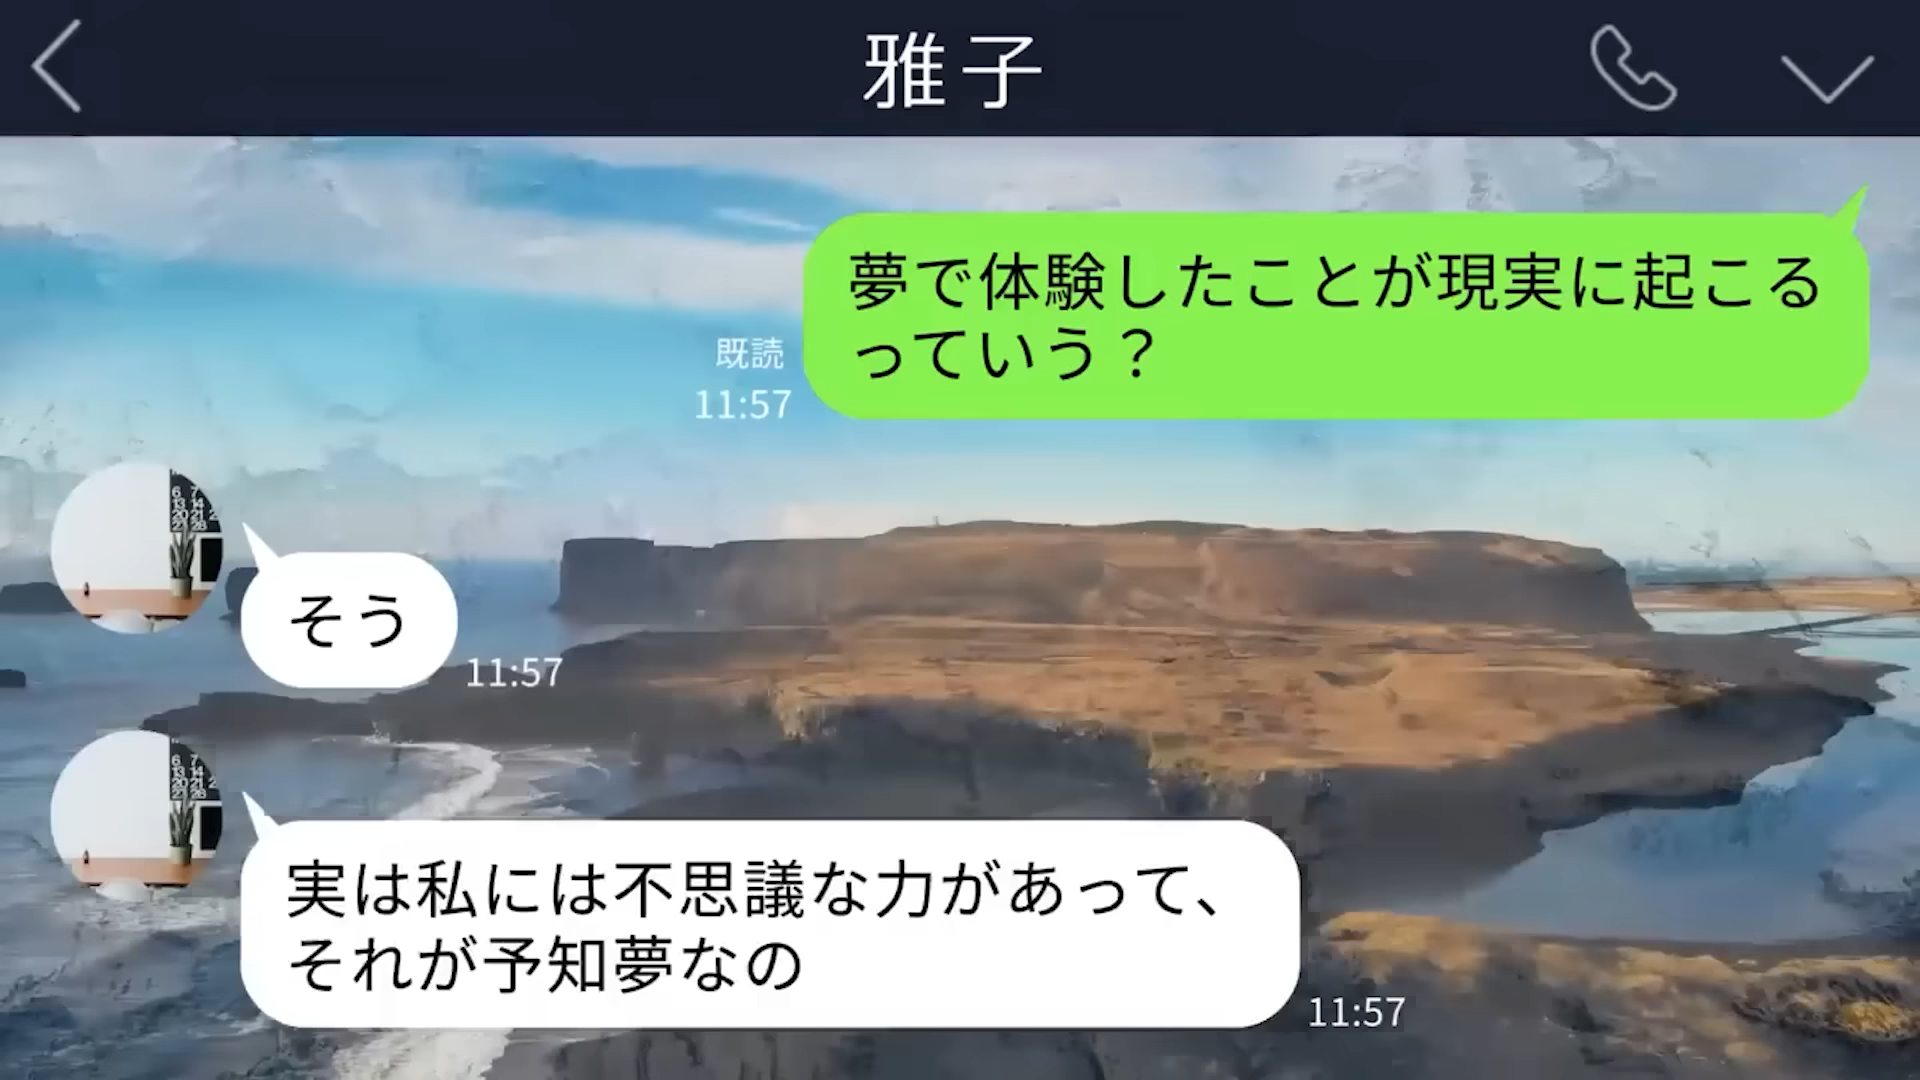 雅子
夢で体験したことが現実に起こる
っていう？
既読
11:57
そう
11:57
実は私には不思議な力があって、
それが予知夢なの
11:57